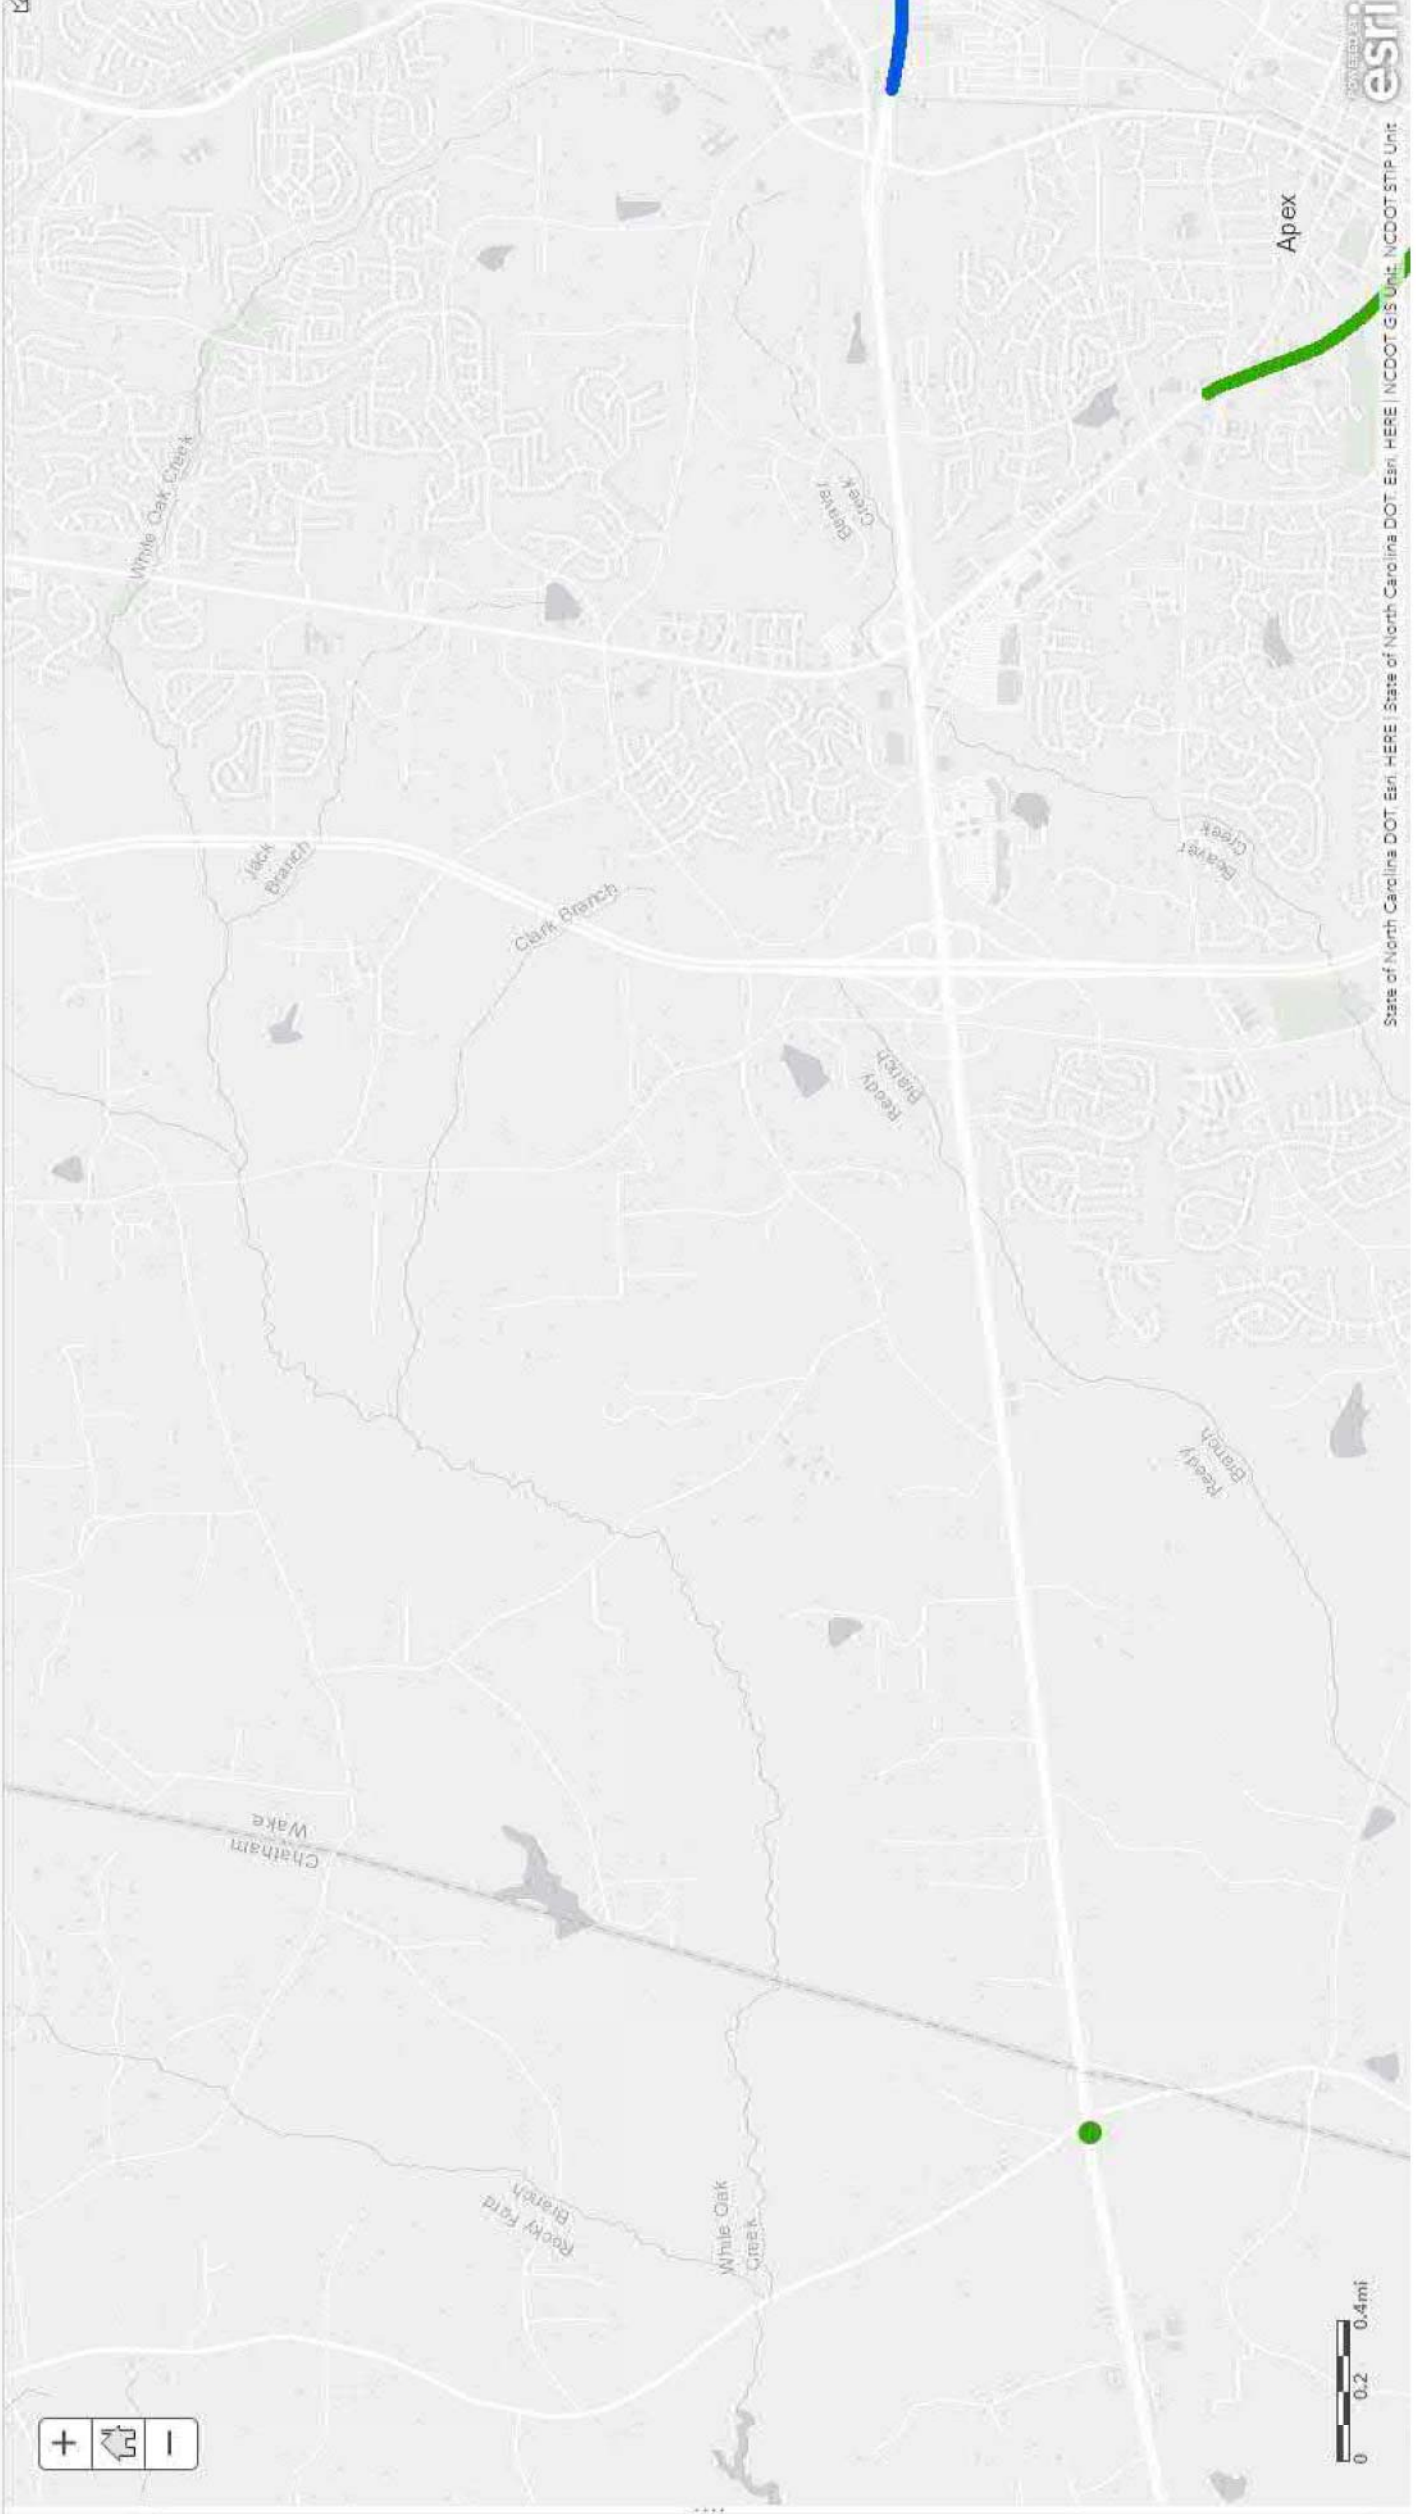 White Oak Creek
Jack
Branch
Clark Branch
Beaver
Creek
Apex
Beaver
Creek
Reedy
Branch
Reedy
Branch
Chatham
Wake
Rocky Ford
Branch
White Oak
Creek
+
−
0 0.2 0.4mi
State of North Carolina DOT, Esri, HERE | State of North Carolina DOT, Esri, HERE | NCDOT GIS Unit, NCDOT STIP Unit
POWERED BY
esri